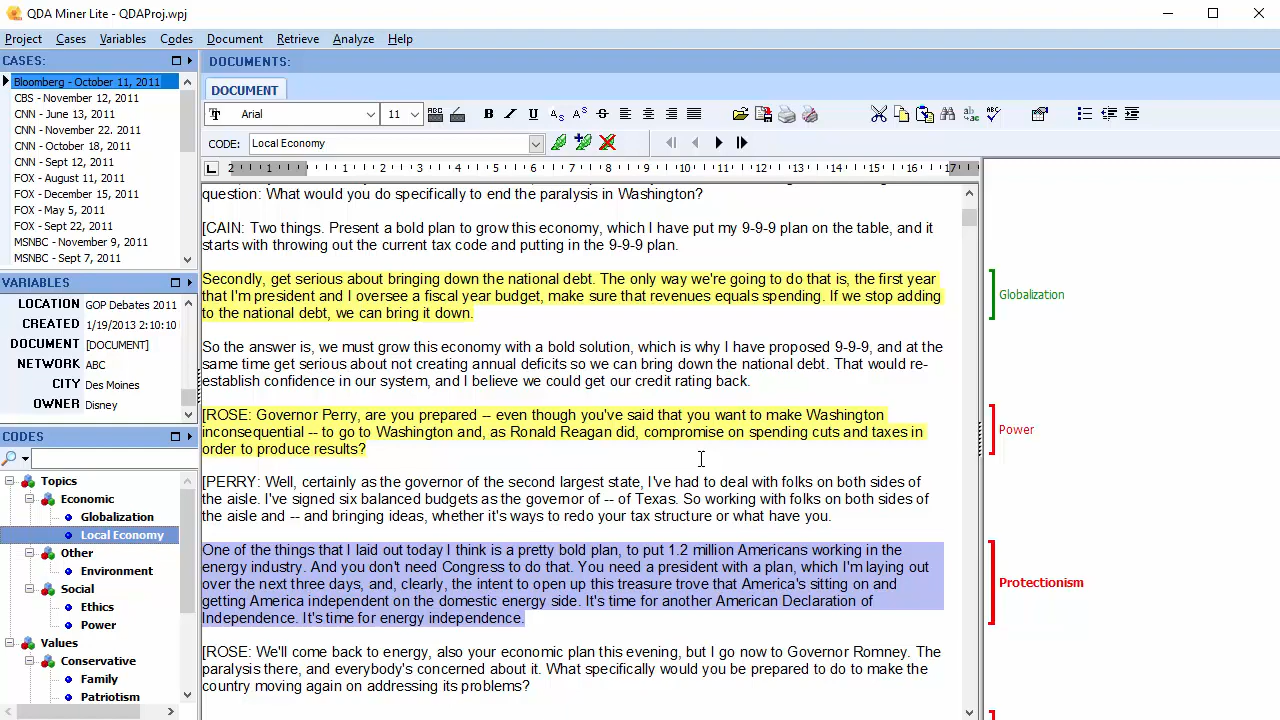 QDA Miner Lite - QDAProj.wpj
Project Cases Variables Codes Document Retrieve Analyze Help
CASES:
Bloomberg - October 11, 2011
CBS - November 12, 2011
CNN - June 13, 2011
CNN - November 22. 2011
CNN - October 18, 2011
CNN - Sept 12, 2011
FOX - August 11, 2011
FOX - December 15, 2011
FOX - May 5, 2011
FOX - Sept 22, 2011
MSNBC - November 9, 2011
MSNBC - Sept 7, 2011
VARIABLES
LOCATION GOP Debates 2011
CREATED 1/19/2013 2:10:10
DOCUMENT [DOCUMENT]
NETWORK ABC
CITY Des Moines
OWNER Disney
CODES
Topics
Economic
Globalization
Local Economy
Other
Environment
Social
Ethics
Power
Values
Conservative
Family
Patriotism
DOCUMENTS:
DOCUMENT
Arial 11
CODE: Local Economy
2 1 1 2 3 4 5 6 7 8 9 10 11 12 13 14 15 16 17
question: What would you do specifically to end the paralysis in Washington?
[CAIN: Two things. Present a bold plan to grow this economy, which I have put my 9-9-9 plan on the table, and it
starts with throwing out the current tax code and putting in the 9-9-9 plan.
Secondly, get serious about bringing down the national debt. The only way we're going to do that is, the first year
that I'm president and I oversee a fiscal year budget, make sure that revenues equals spending. If we stop adding
to the national debt, we can bring it down.
So the answer is, we must grow this economy with a bold solution, which is why I have proposed 9-9-9, and at the
same time get serious about not creating annual deficits so we can bring down the national debt. That would re-
establish confidence in our system, and I believe we could get our credit rating back.
[ROSE: Governor Perry, are you prepared -- even though you've said that you want to make Washington
inconsequential -- to go to Washington and, as Ronald Reagan did, compromise on spending cuts and taxes in
order to produce results?
[PERRY: Well, certainly as the governor of the second largest state, I've had to deal with folks on both sides of
the aisle. I've signed six balanced budgets as the governor of -- of Texas. So working with folks on both sides of
the aisle and -- and bringing ideas, whether it's ways to redo your tax structure or what have you.
One of the things that I laid out today I think is a pretty bold plan, to put 1.2 million Americans working in the
energy industry. And you don't need Congress to do that. You need a president with a plan, which I'm laying out
over the next three days, and, clearly, the intent to open up this treasure trove that America's sitting on and
getting America independent on the domestic energy side. It's time for another American Declaration of
Independence. It's time for energy independence.
[ROSE: We'll come back to energy, also your economic plan this evening, but I go now to Governor Romney. The
paralysis there, and everybody's concerned about it. What specifically would you be prepared to do to make the
country moving again on addressing its problems?
Globalization
Power
Protectionism